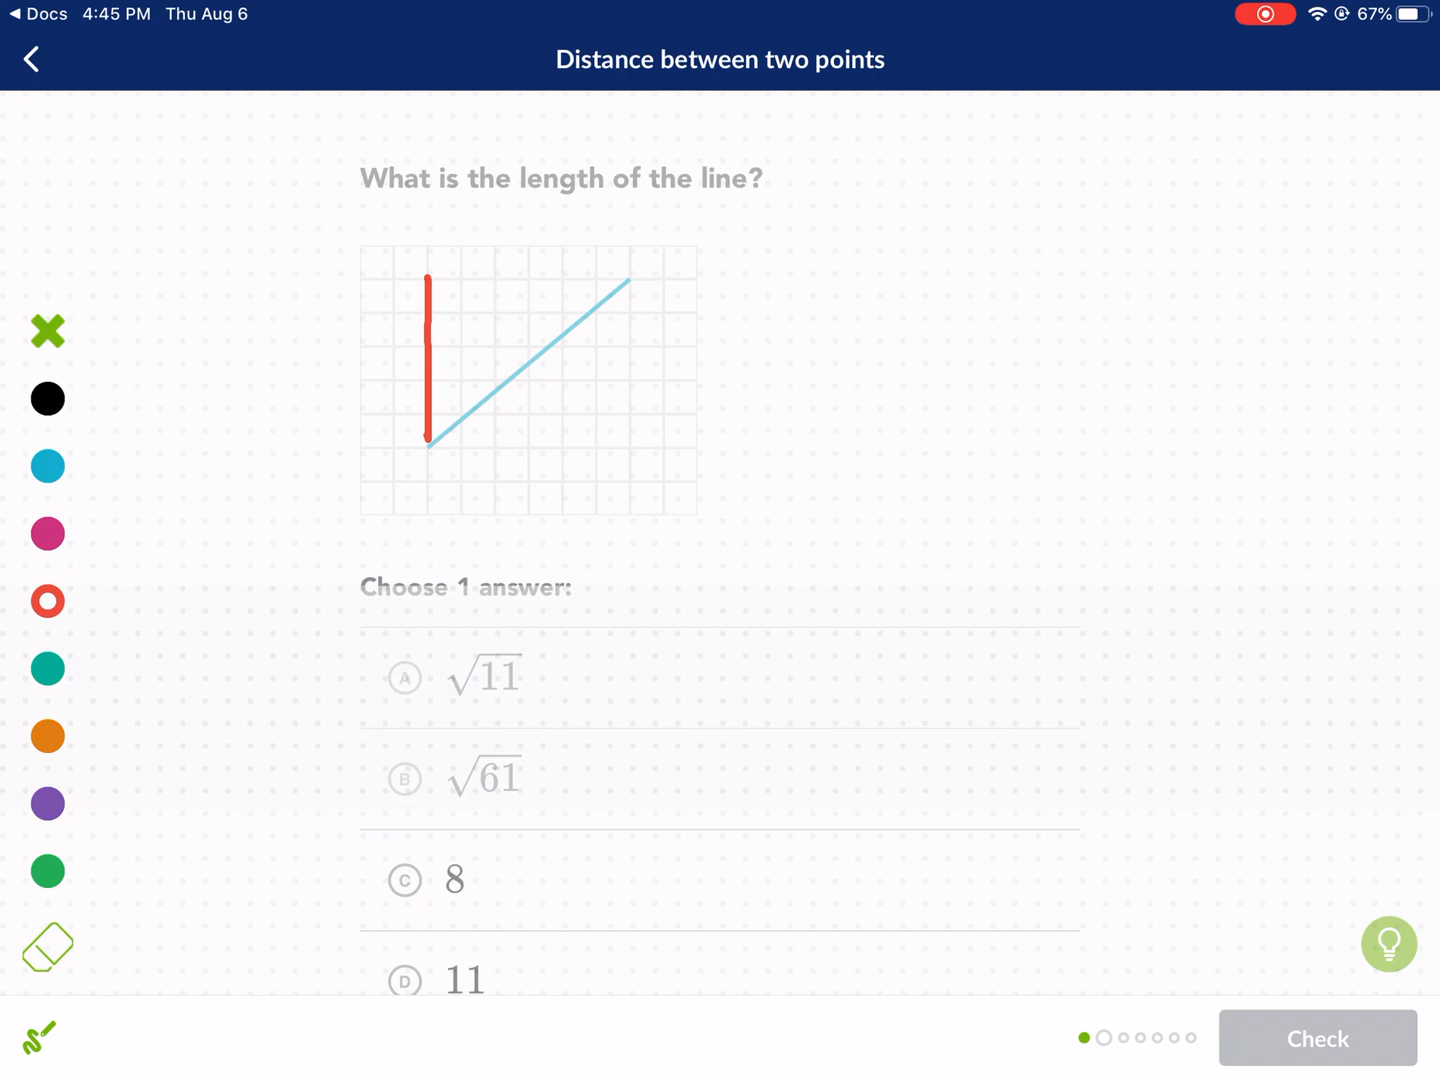 Docs 4:45 PM Thu Aug 6 67%
Distance between two points
What is the length of the line?
Choose 1 answer:
A √11
B √61
C 8
D 11
Check